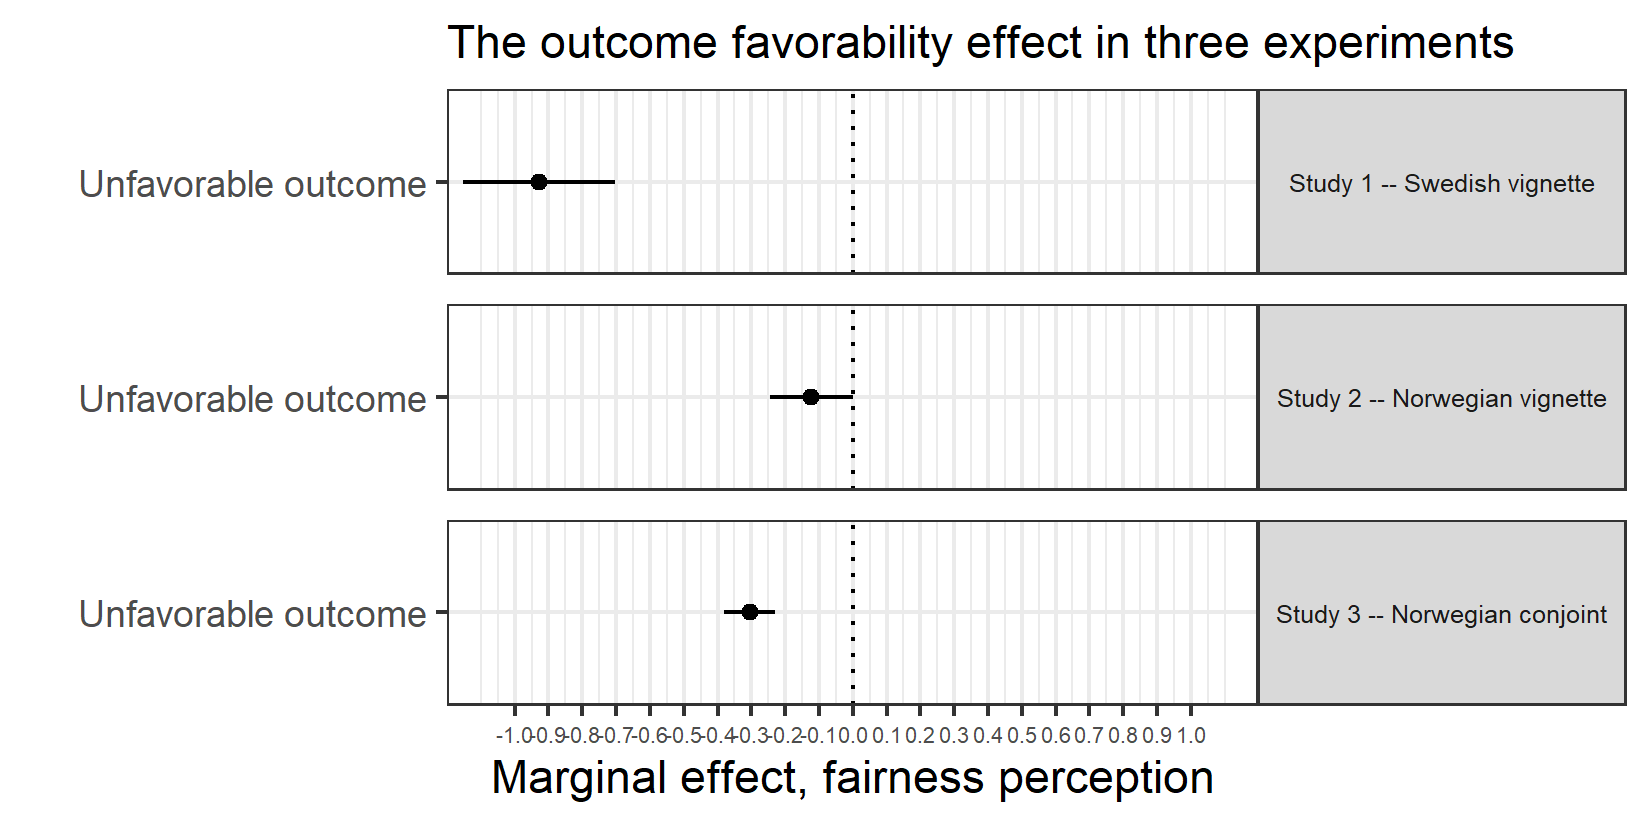 The outcome favorability effect in three experiments
Unfavorable outcome
Study 1 -- Swedish vignette
Unfavorable outcome
Study 2 -- Norwegian vignette
Unfavorable outcome
Study 3 -- Norwegian conjoint
-1.0 -0.9 -0.8 -0.7 -0.6 -0.5 -0.4 -0.3 -0.2 -0.1 0.0 0.1 0.2 0.3 0.4 0.5 0.6 0.7 0.8 0.9 1.0
Marginal effect, fairness perception